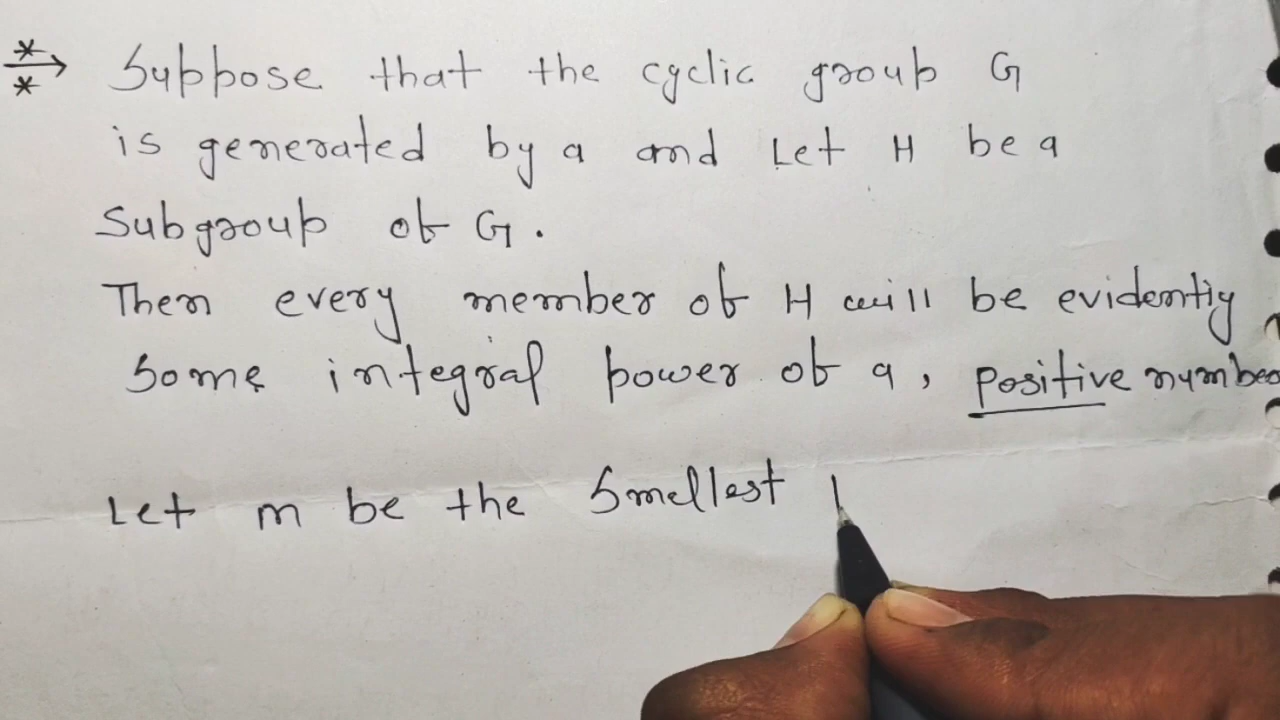 Suppose that the cyclic group G
is generated by a and Let H be a
Subgroup of G.
Then every member of H will be evidently
Some integral power of a, positive number
Let m be the Smallest